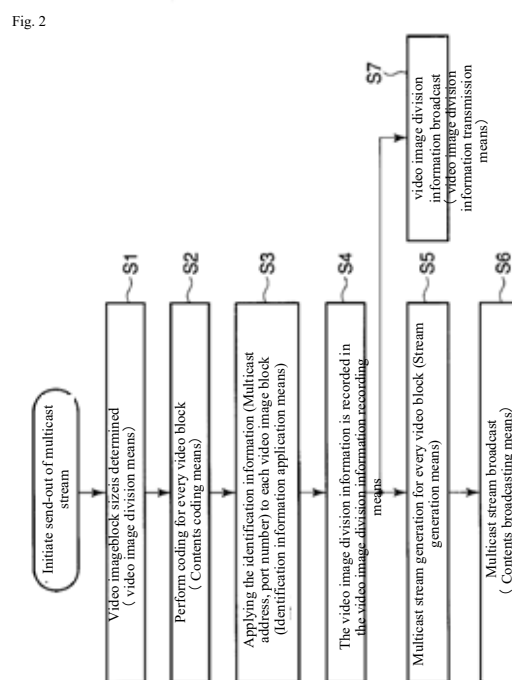 Fig. 2
Initiate send-out of multicast
stream
Video imageblock sizeis determined
( video image division means)
S1
Perform coding for every video block
( Contents coding means)
S2
Applying the identification information (Multicast
address, port number) to each video image block
(Identification information application means)
S3
The video image division information is recorded in
the video image division information recording
means
S4
Multicast stream generation for every video block (Stream
generation means)
S5
Multicast stream broadcast
( Contents broadcasting means)
S6
video image division
information broadcast
( video image division
information transmission
means)
S7